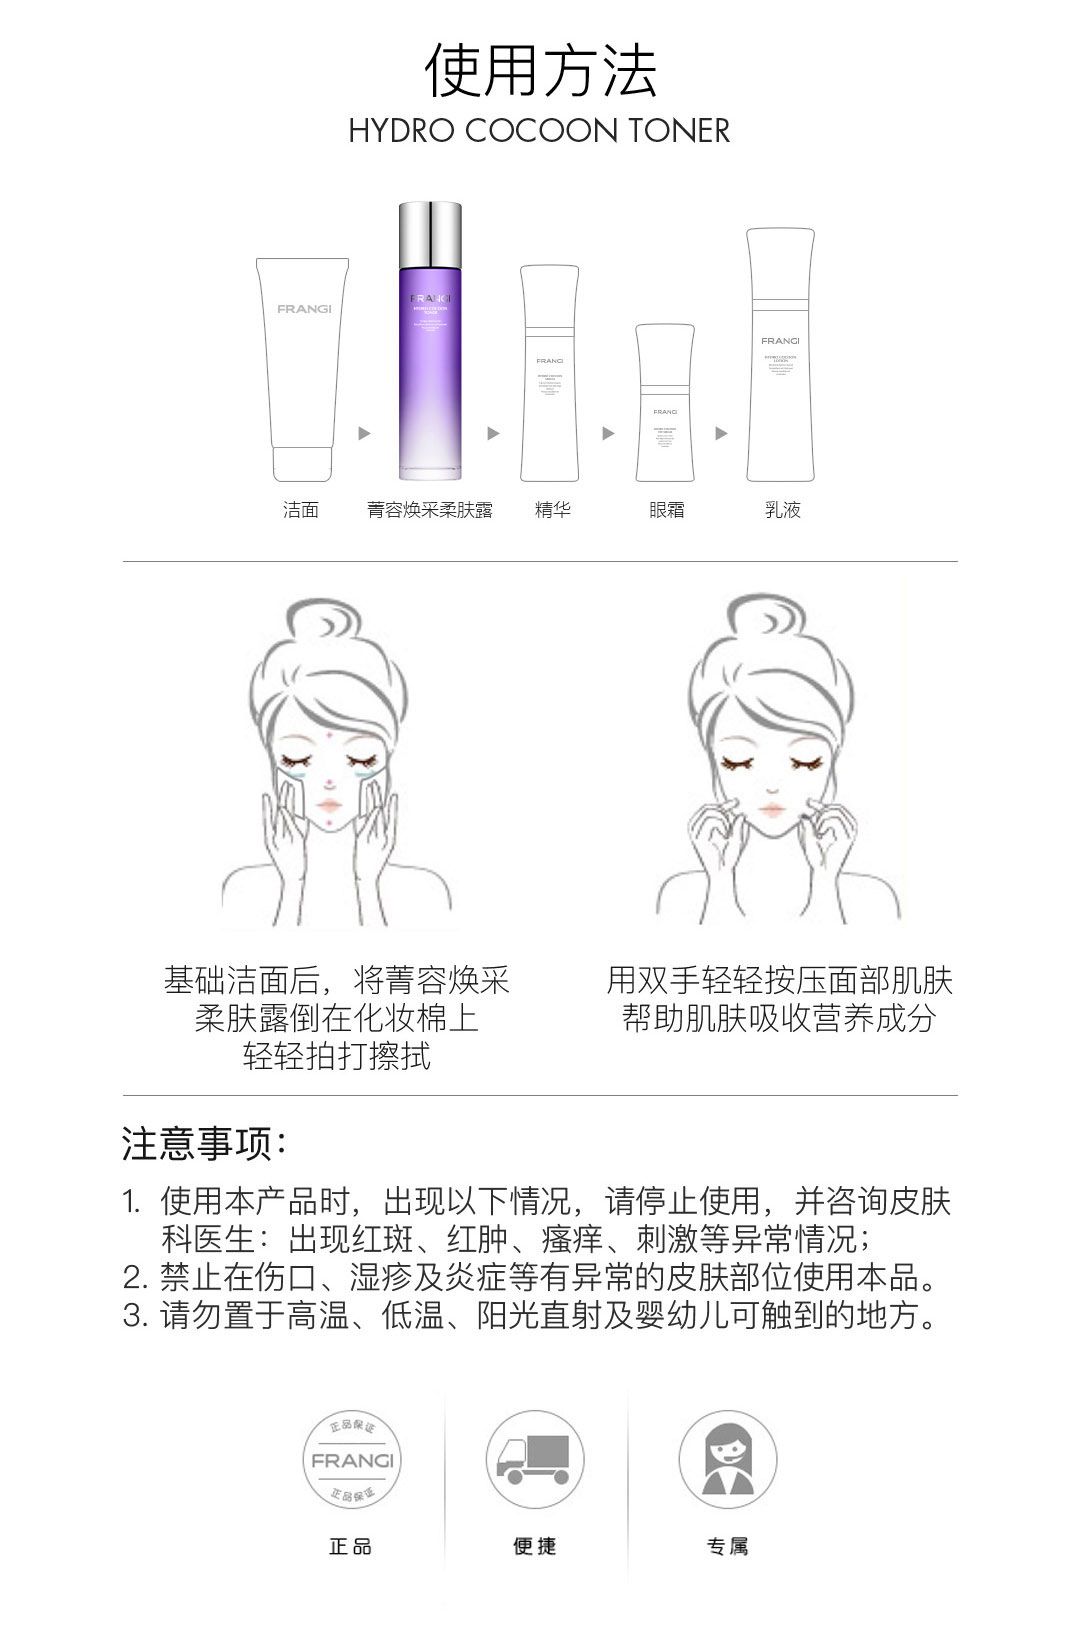 使用方法
HYDRO COCOON TONER
FRANGI
FRANGI
HYDRO COCOON
TONER
FRANGI
FRANGI
FRANGI
HYDRO COCOON
LOTION
洁面
菁容焕采柔肤露
精华
眼霜
乳液
基础洁面后，将菁容焕采
柔肤露倒在化妆棉上
轻轻拍打擦拭
用双手轻轻按压面部肌肤
帮助肌肤吸收营养成分
注意事项：
1. 使用本产品时，出现以下情况，请停止使用，并咨询皮肤
科医生：出现红斑、红肿、瘙痒、刺激等异常情况；
2. 禁止在伤口、湿疹及炎症等有异常的皮肤部位使用本品。
3. 请勿置于高温、低温、阳光直射及婴幼儿可触到的地方。
正品保证
FRANGI
正品保证
正品
便捷
专属